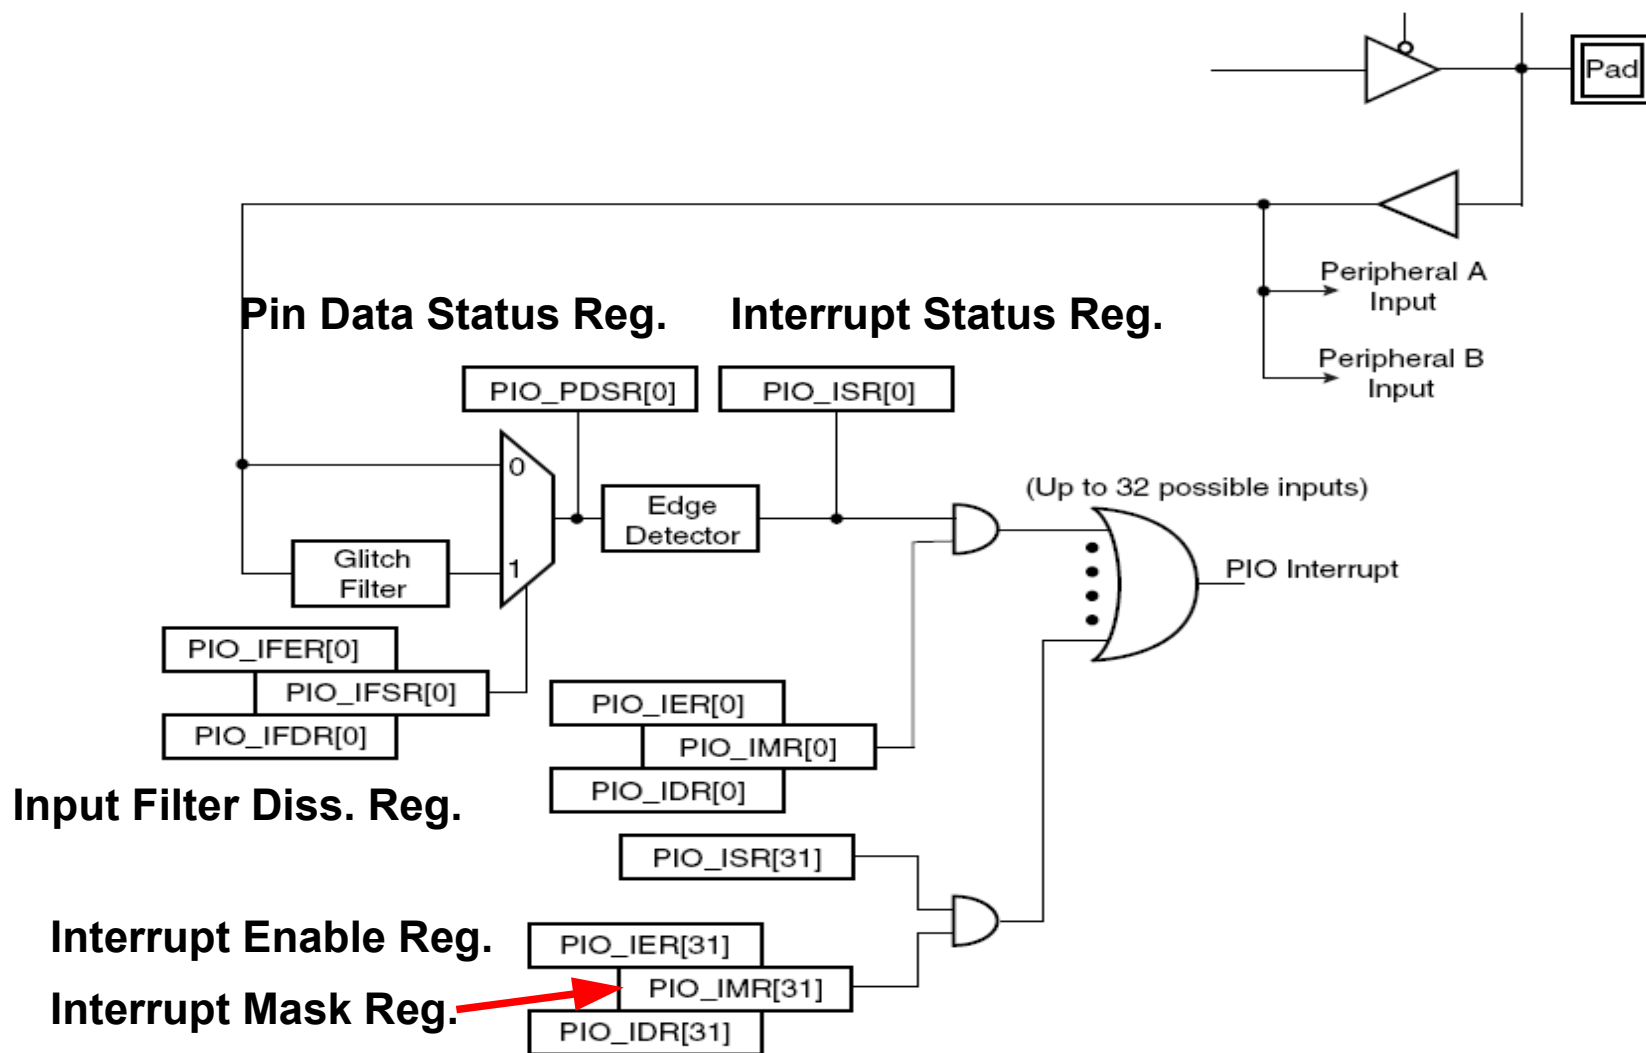 Pad
Peripheral A
Input
Pin Data Status Reg.
Interrupt Status Reg.
Peripheral B
Input
PIO_PDSR[0]
PIO_ISR[0]
0
(Up to 32 possible inputs)
Edge
Detector
Glitch
Filter
1
PIO Interrupt
PIO_IFER[0]
PIO_IFSR[0]
PIO_IFDR[0]
PIO_IER[0]
PIO_IMR[0]
PIO_IDR[0]
Input Filter Diss. Reg.
PIO_ISR[31]
Interrupt Enable Reg.
PIO_IER[31]
Interrupt Mask Reg.
PIO_IMR[31]
PIO_IDR[31]